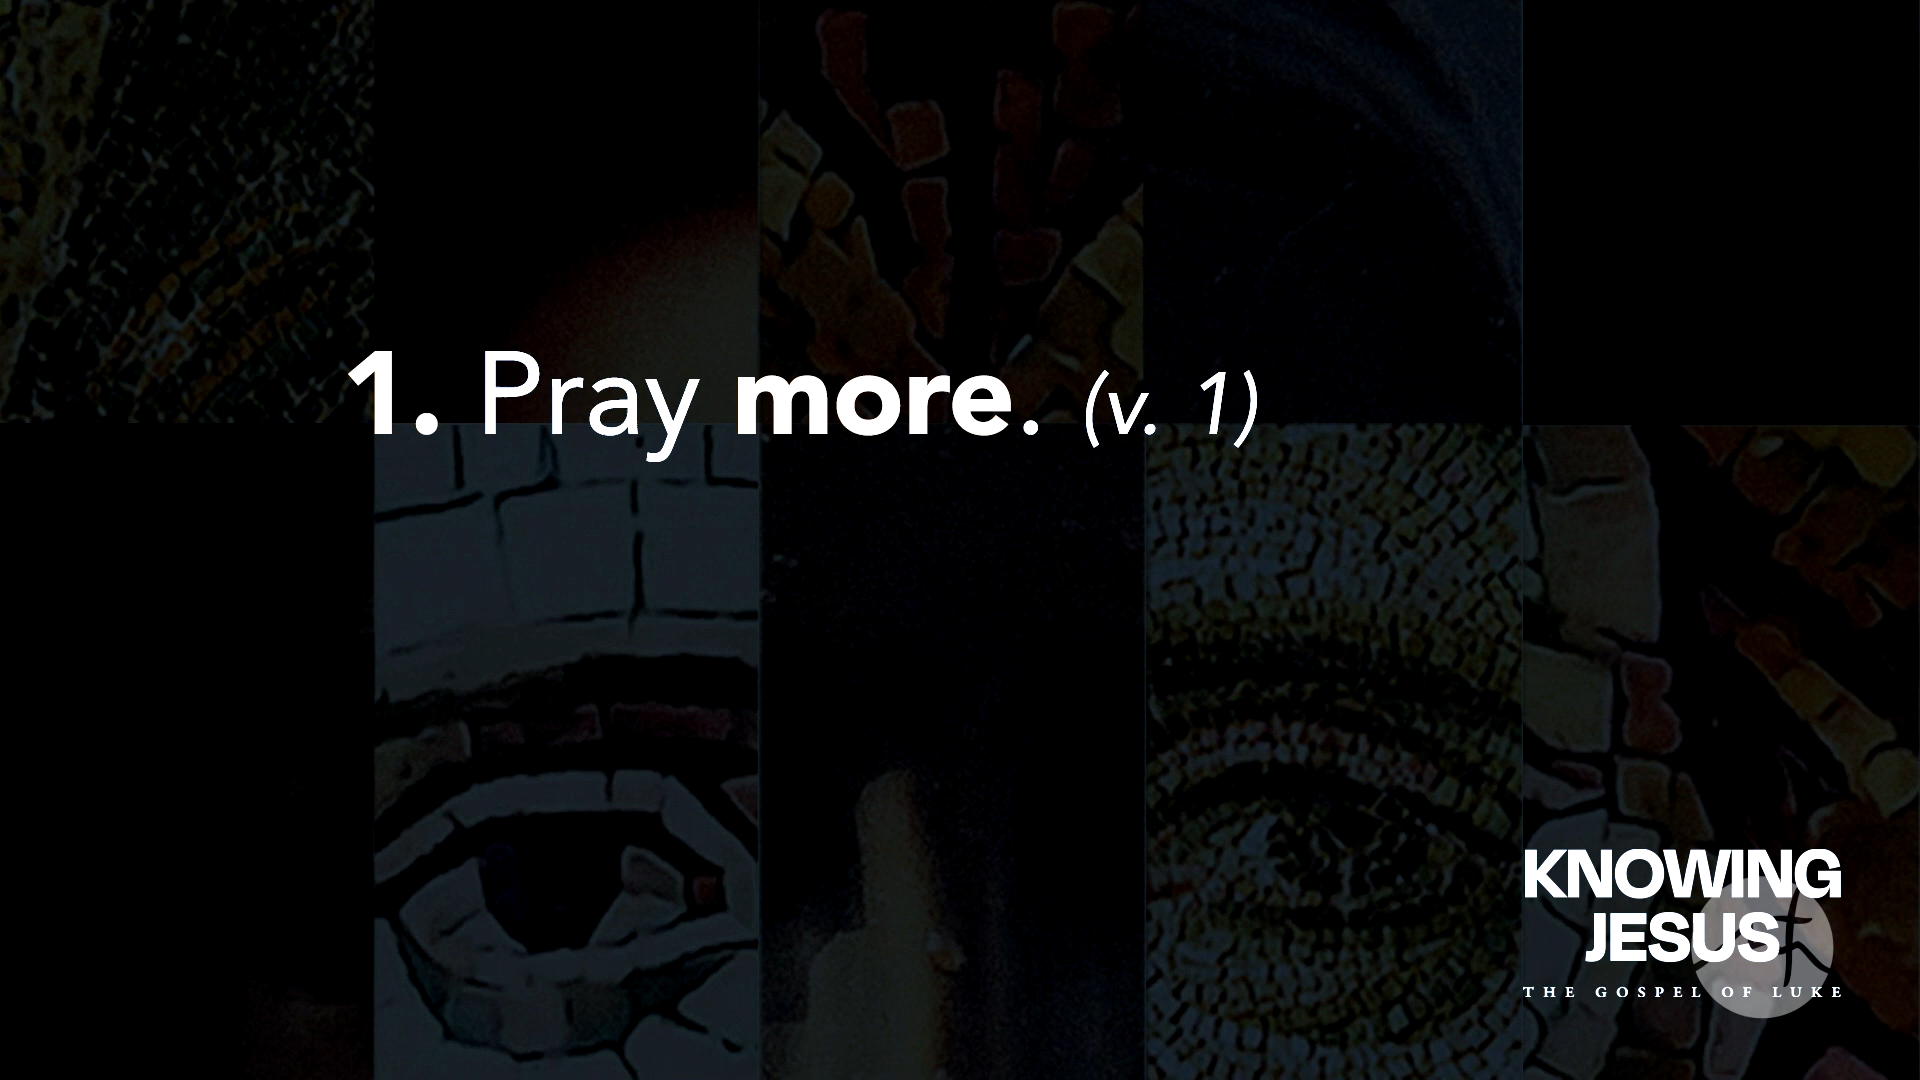 1. Pray more. (v. 1)
KNOWING
JESUS
THE GOSPEL OF LUKE